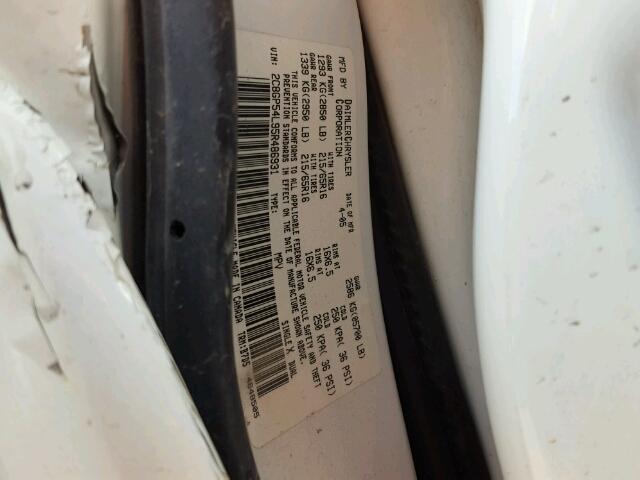 MFD BY DAIMLERCHRYSLER CORPORATION
DATE OF MFR 4-05
GVWR 2586 KG(05700 LB)
GAWR FRONT 1293 KG(2850 LB) WITH TIRES 215/65R16 RIMS AT 16X6.5 COLD 250 KPA( 36 PSI)
GAWR REAR 1339 KG(2950 LB) WITH TIRES 215/65R16 RIMS AT 16X6.5 COLD 250 KPA( 36 PSI)
THIS VEHICLE CONFORMS TO ALL APPLICABLE FEDERAL MOTOR VEHICLE SAFETY AND THEFT
PREVENTION STANDARDS IN EFFECT ON THE DATE OF MANUFACTURE SHOWN ABOVE.
VIN: 2C8GP54L95R486931 TYPE: MPV SINGLE X DUAL
MADE IN CANADA